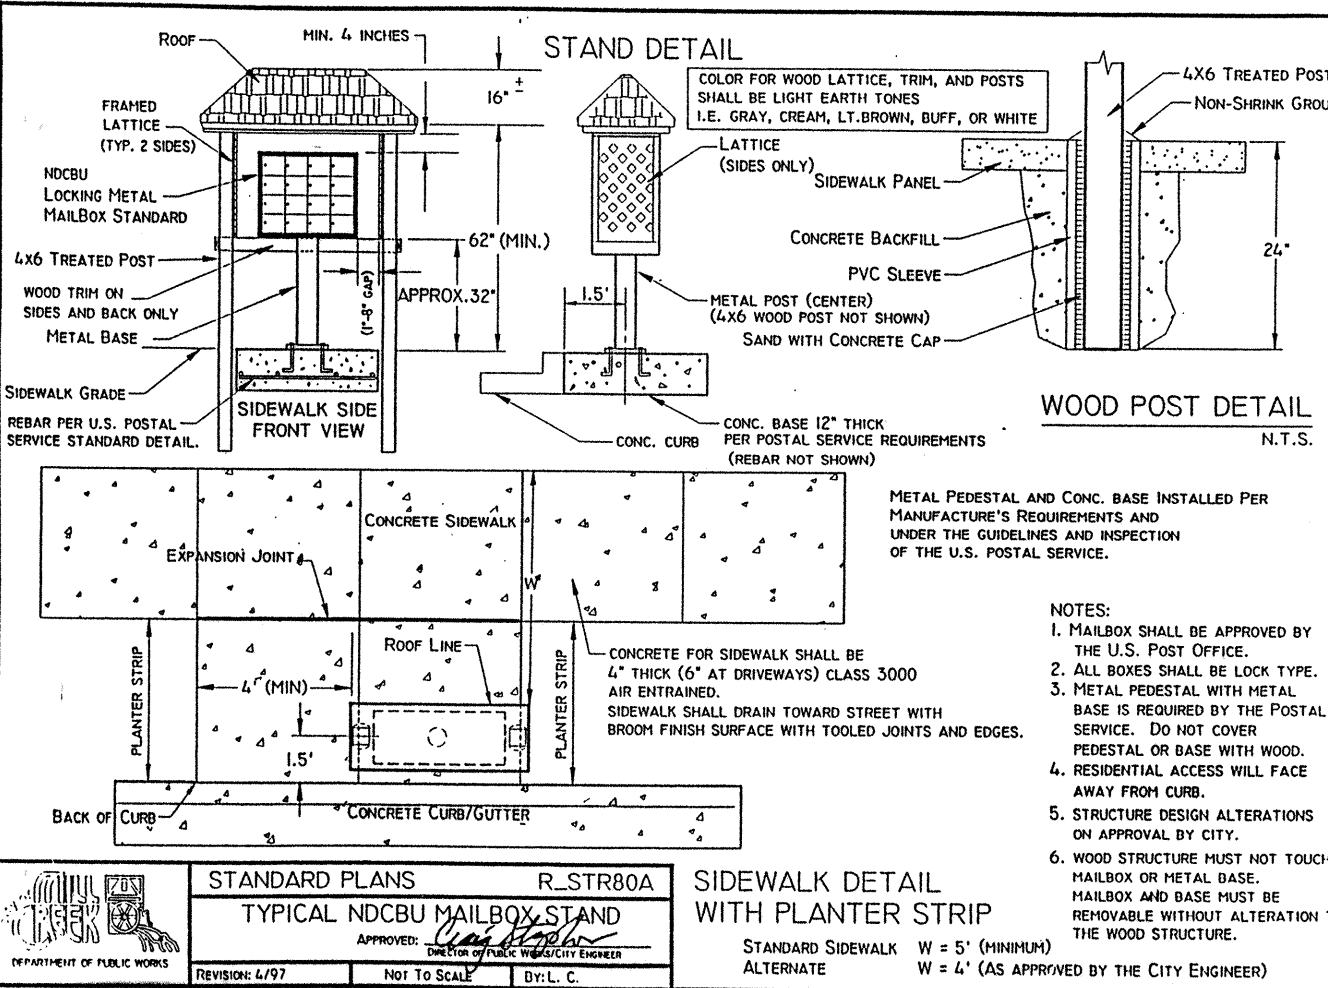 STAND DETAIL
ROOF
MIN. 4 INCHES
16" ±
FRAMED
LATTICE
(TYP. 2 SIDES)
NDCBU
LOCKING METAL
MAILBOX STANDARD
4X6 TREATED POST
WOOD TRIM ON
SIDES AND BACK ONLY
METAL BASE
SIDEWALK GRADE
REBAR PER U.S. POSTAL
SERVICE STANDARD DETAIL.
62" (MIN.)
APPROX.32"
(1"-8" GAP)
SIDEWALK SIDE
FRONT VIEW
COLOR FOR WOOD LATTICE, TRIM, AND POSTS
SHALL BE LIGHT EARTH TONES
I.E. GRAY, CREAM, LT.BROWN, BUFF, OR WHITE
LATTICE
(SIDES ONLY)
1.5'
METAL POST (CENTER)
(4X6 WOOD POST NOT SHOWN)
CONC. CURB
CONC. BASE 12" THICK
PER POSTAL SERVICE REQUIREMENTS
(REBAR NOT SHOWN)
4X6 TREATED POST
NON-SHRINK GROU
SIDEWALK PANEL
CONCRETE BACKFILL
PVC SLEEVE
SAND WITH CONCRETE CAP
24"
WOOD POST DETAIL
N.T.S.
METAL PEDESTAL AND CONC. BASE INSTALLED PER
MANUFACTURE'S REQUIREMENTS AND
UNDER THE GUIDELINES AND INSPECTION
OF THE U.S. POSTAL SERVICE.
CONCRETE SIDEWALK
EXPANSION JOINT
W
ROOF LINE
PLANTER STRIP
4' (MIN)
1.5'
PLANTER STRIP
BACK OF CURB
CONCRETE CURB/GUTTER
CONCRETE FOR SIDEWALK SHALL BE
4" THICK (6" AT DRIVEWAYS) CLASS 3000
AIR ENTRAINED.
SIDEWALK SHALL DRAIN TOWARD STREET WITH
BROOM FINISH SURFACE WITH TOOLED JOINTS AND EDGES.
NOTES:
1. MAILBOX SHALL BE APPROVED BY
THE U.S. POST OFFICE.
2. ALL BOXES SHALL BE LOCK TYPE.
3. METAL PEDESTAL WITH METAL
BASE IS REQUIRED BY THE POSTAL
SERVICE. DO NOT COVER
PEDESTAL OR BASE WITH WOOD.
4. RESIDENTIAL ACCESS WILL FACE
AWAY FROM CURB.
5. STRUCTURE DESIGN ALTERATIONS
ON APPROVAL BY CITY.
6. WOOD STRUCTURE MUST NOT TOUCH
MAILBOX OR METAL BASE.
MAILBOX AND BASE MUST BE
REMOVABLE WITHOUT ALTERATION T
THE WOOD STRUCTURE.
SIDEWALK DETAIL
WITH PLANTER STRIP
STANDARD SIDEWALK W = 5' (MINIMUM)
ALTERNATE W = 4' (AS APPROVED BY THE CITY ENGINEER)
MILL
CREEK
DEPARTMENT OF PUBLIC WORKS
STANDARD PLANS R_STR80A
TYPICAL NDCBU MAILBOX STAND
APPROVED:
DIRECTOR OF PUBLIC WORKS/CITY ENGINEER
REVISION: 4/97 NOT TO SCALE BY: L. C.